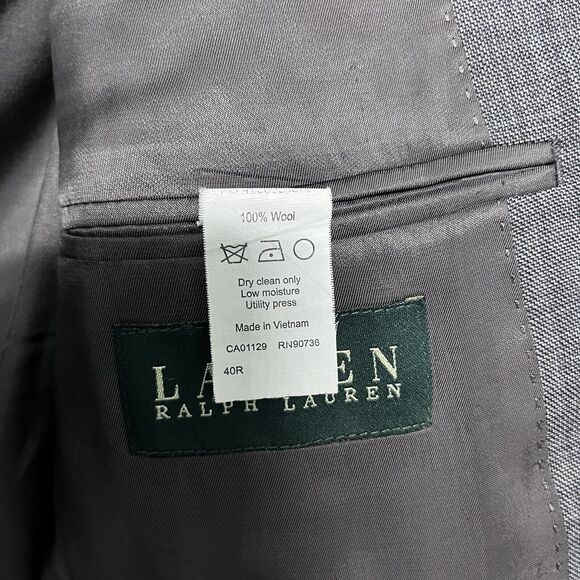 100% Wool
Dry clean only
Low moisture
Utility press
Made in Vietnam
CA01129 RN90736
40R
LA EN
RALPH LAUREN